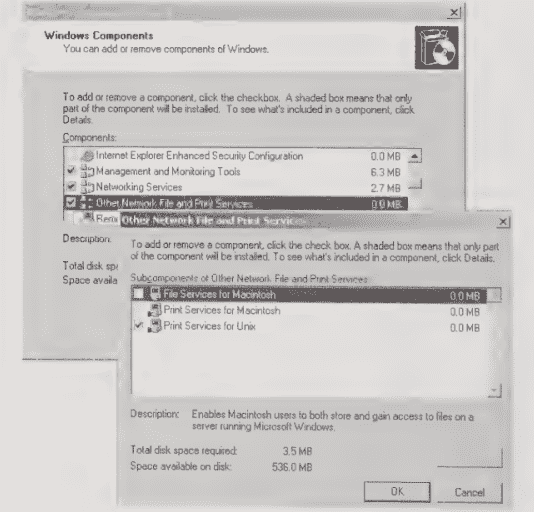 Windows Components
You can add or remove components of Windows.
To add or remove a component, click the checkbox. A shaded box means that only
part of the component will be installed. To see what's included in a component, click
Details.
Components:
Internet Explorer Enhanced Security Configuration 0.0 MB
Management and Monitoring Tools 6.3 MB
Networking Services 2.7 MB
Other Network File and Print Services 0.0 MB
Description:
Total disk
Space
Other Network File and Print Services
To add or remove a component, click the check box. A shaded box means that only part
of the component will be installed. To see what's included in a component, click Details.
Subcomponents of Other Network File and Print Services:
File Services for Macintosh 0.0 MB
Print Services for Macintosh 0.0 MB
Print Services for Unix 0.0 MB
Description: Enables Macintosh users to both store and gain access to files on a
server running Microsoft Windows.
Total disk space required: 3.5 MB
Space available on disk: 536.0 MB
OK Cancel